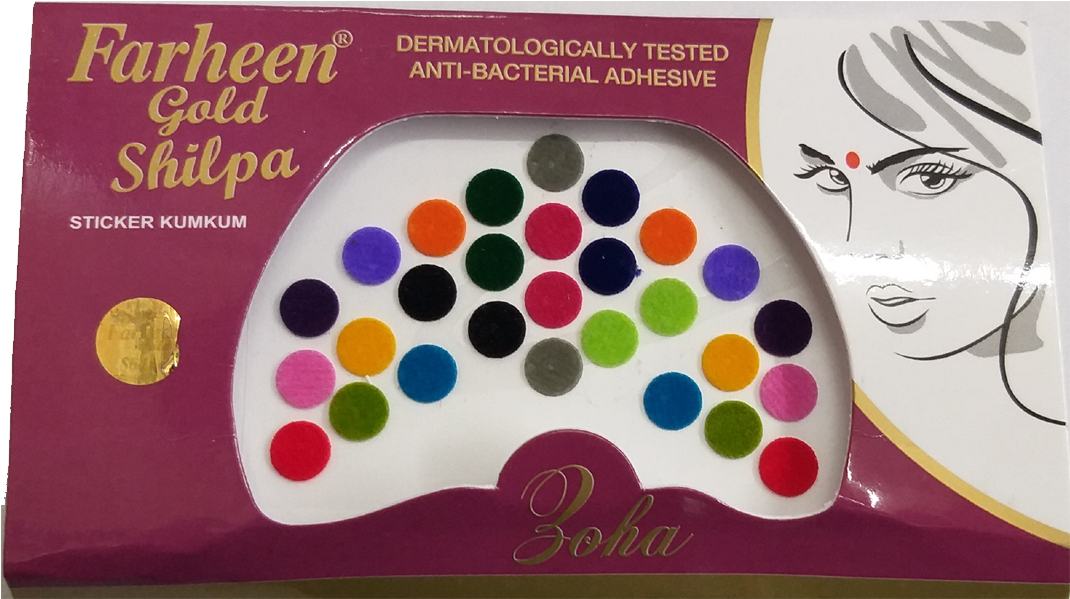 Farheen®
Gold
Shilpa
STICKER KUMKUM
DERMATOLOGICALLY TESTED
ANTI-BACTERIAL ADHESIVE
Zoha